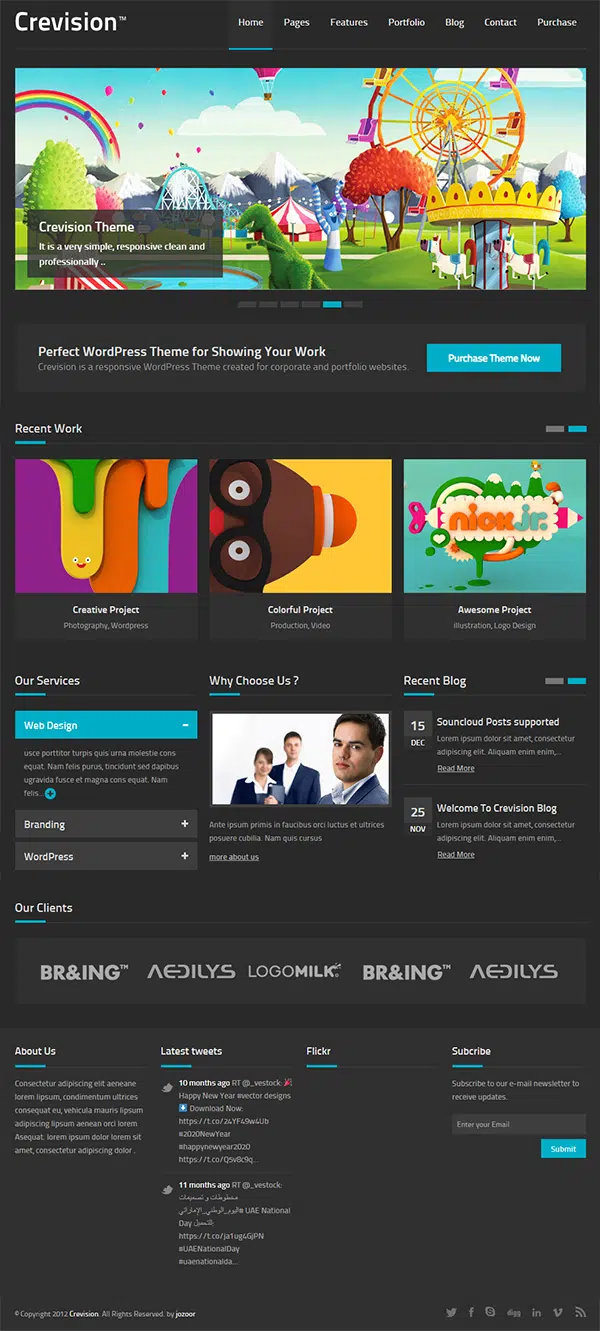 Crevision™
Home Pages Features Portfolio Blog Contact Purchase
Crevision Theme
It is a very simple, responsive clean and
professionally ..
Perfect WordPress Theme for Showing Your Work
Crevision is a responsive WordPress Theme created for corporate and portfolio websites.
Purchase Theme Now
Recent Work
nick jr.
Creative Project
Photography, Wordpress
Colorful Project
Production, Video
Awesome Project
illustration, Logo Design
Our Services
Web Design
usce porttitor turpis quis urna molestie cons
equat. Nam felis purus, tincidunt sed dapibus
ugravida fusce et magna cons equat. Nam
felis...
Branding
WordPress
Why Choose Us ?
Ante ipsum primis in faucibus orci luctus et ultrices
posuere cubilia. Nam quis cursus
more about us
Recent Blog
15
DEC
Souncloud Posts supported
Lorem ipsum dolor sit amet, consectetur
adipiscing elit. Aliquam enim enim,...
Read More
25
NOV
Welcome To Crevision Blog
Lorem ipsum dolor sit amet, consectetur
adipiscing elit. Aliquam enim enim,...
Read More
Our Clients
BR&ING™ AEDILYS LOGOMILK BR&ING™ AEDILYS
About Us
Consectetur adipiscing elit aeneane
lorem lipsum, condimentum ultrices
consequat eu, vehicula mauris lipsum
adipiscing lipsum aenean orci lorem
Asequat. lorem ipsum dolor lorem sit
amet, consectetur adipiscing dolor .
Latest tweets
10 months ago RT @_vestock: 🎉
Happy New Year #vector designs
⬇ Download Now:
https://t.co/24YF49w4Ub
#2020NewYear
#happynewyear2020
https://t.co/Q5v8c9q...
11 months ago RT @_vestock:
مخطوطات و تصميمات
#اليوم_الوطني_الإماراتي UAE National
Day للتحميل
https://t.co/ja1ug4GjPN
#UAENationalDay
#uaenationalda...
Flickr
Subcribe
Subscribe to our e-mail newsletter to
receive updates.
Enter your Email
Submit
© Copyright 2012 Crevision. All Rights Reserved. by jozoor
digg in